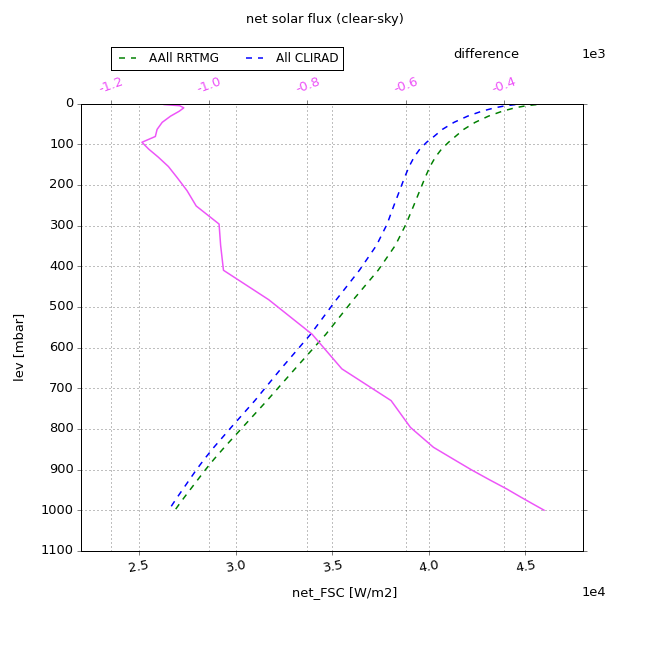 net solar flux (clear-sky)
AAll RRTMG
All CLIRAD
difference
1e3
-1.2 -1.0 -0.8 -0.6 -0.4
0
100
200
300
400
500
600
700
800
900
1000
1100
lev [mbar]
2.5 3.0 3.5 4.0 4.5
net_FSC [W/m2]
1e4